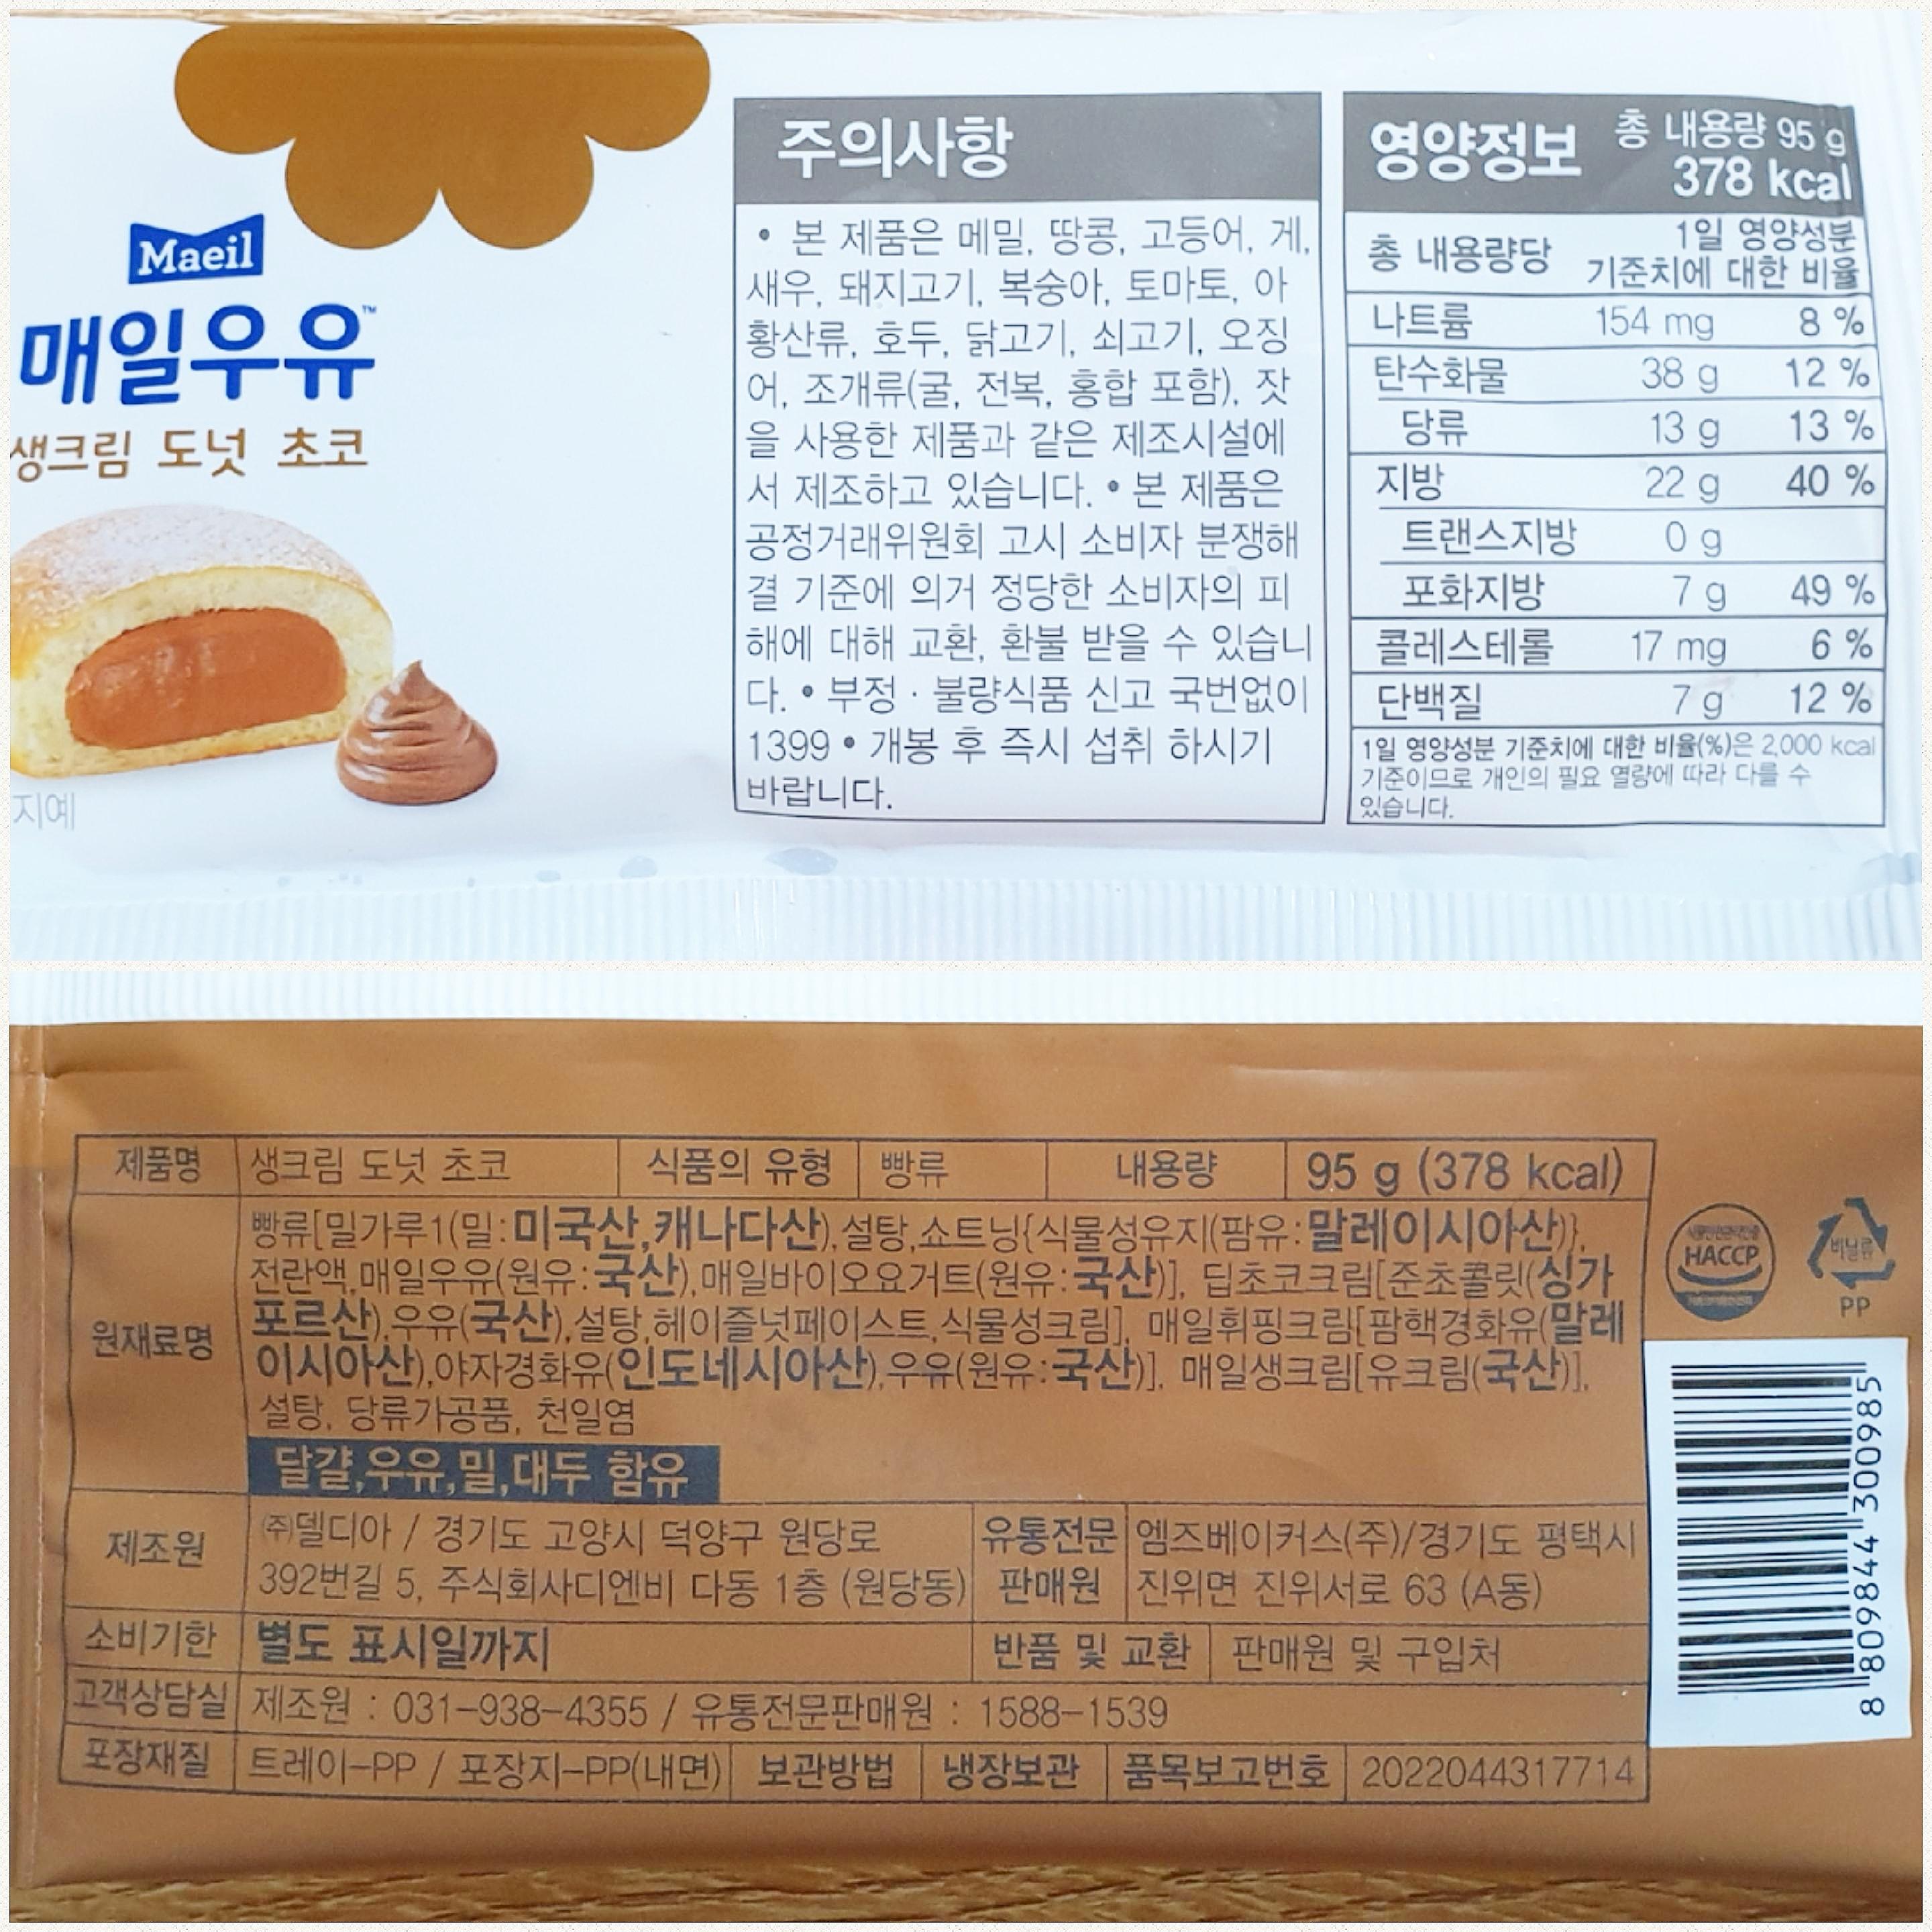 Maeil
매일우유™
생크림 도넛 초코
지예
주의사항
• 본 제품은 메밀, 땅콩, 고등어, 게,
새우, 돼지고기, 복숭아, 토마토, 아
황산류, 호두, 닭고기, 쇠고기, 오징
어, 조개류(굴, 전복, 홍합 포함), 잣
을 사용한 제품과 같은 제조시설에
서 제조하고 있습니다. • 본 제품은
공정거래위원회 고시 소비자 분쟁해
결 기준에 의거 정당한 소비자의 피
해에 대해 교환, 환불 받을 수 있습니
다. • 부정 · 불량식품 신고 국번없이
1399 • 개봉 후 즉시 섭취 하시기
바랍니다.
영양정보 총 내용량 95 g
378 kcal
총 내용량당 1일 영양성분
기준치에 대한 비율
나트륨 154 mg 8 %
탄수화물 38 g 12 %
당류 13 g 13 %
지방 22 g 40 %
트랜스지방 0 g
포화지방 7 g 49 %
콜레스테롤 17 mg 6 %
단백질 7 g 12 %
1일 영양성분 기준치에 대한 비율(%)은 2,000 kcal
기준이므로 개인의 필요 열량에 따라 다를 수
있습니다.
제품명 생크림 도넛 초코 식품의 유형 빵류 내용량 95 g (378 kcal)
원재료명
빵류[밀가루1(밀:미국산,캐나다산),설탕,쇼트닝{식물성유지(팜유:말레이시아산)},
전란액,매일우유(원유:국산),매일바이오요거트(원유:국산)], 딥초코크림[준초콜릿(싱가
포르산),우유(국산),설탕,헤이즐넛페이스트,식물성크림], 매일휘핑크림[팜핵경화유(말레
이시아산),야자경화유(인도네시아산),우유(원유:국산)], 매일생크림[유크림(국산)],
설탕, 당류가공품, 천일염
달걀,우유,밀,대두 함유
제조원 ㈜델디아 / 경기도 고양시 덕양구 원당로
392번길 5, 주식회사디엔비 다동 1층 (원당동)
유통전문
판매원
엠즈베이커스(주)/경기도 평택시
진위면 진위서로 63 (A동)
소비기한 별도 표시일까지 반품 및 교환 판매원 및 구입처
고객상담실 제조원 : 031-938-4355 / 유통전문판매원 : 1588-1539
포장재질 트레이-PP / 포장지-PP(내면) 보관방법 냉장보관 품목보고번호 2022044317714
HACCP
비닐류
PP
8 809844 300985